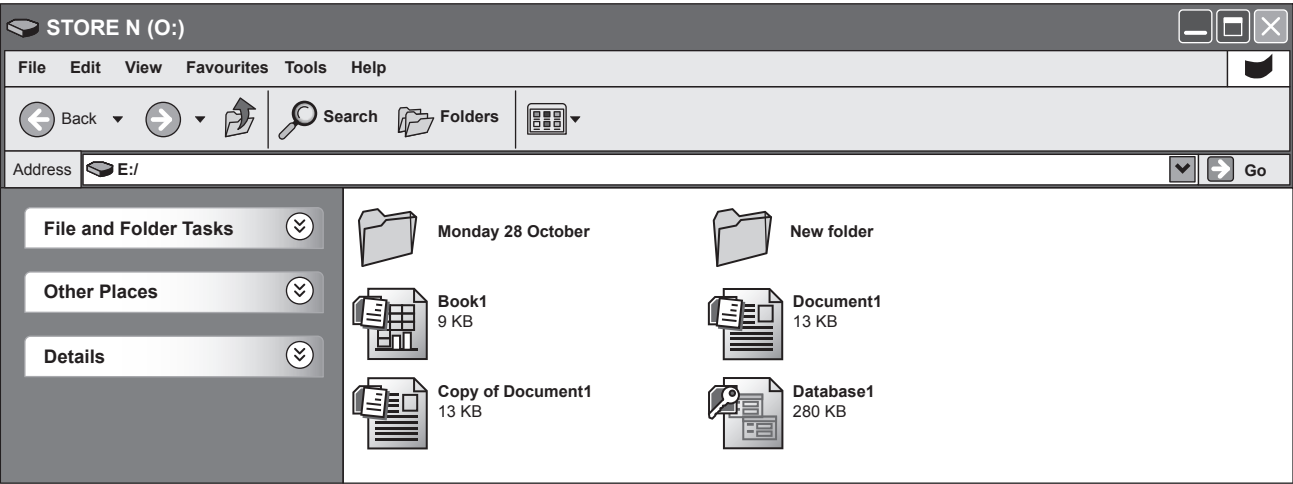 STORE N (O:)
File Edit View Favourites Tools Help
Back Search Folders
Address E:/ Go
File and Folder Tasks
Other Places
Details
Monday 28 October
New folder
Book1
9 KB
Document1
13 KB
Copy of Document1
13 KB
Database1
280 KB